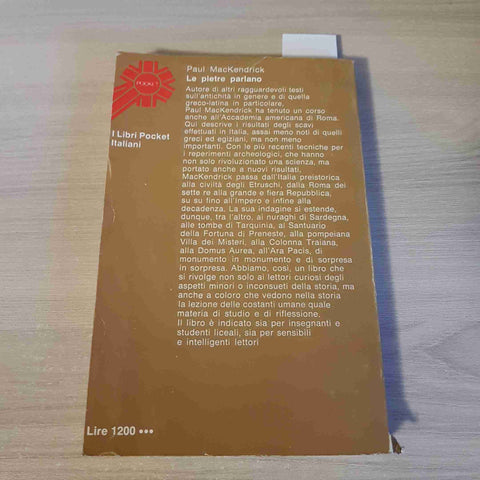 POCKET
I Libri Pocket
Italiani
Paul MacKendrick
Le pietre parlano
Autore di altri ragguardevoli testi
sull'antichità in genere e di quella
greco-latina in particolare,
Paul MacKendrick ha tenuto un corso
anche all'Accademia americana di Roma.
Qui descrive i risultati degli scavi
effettuati in Italia, assai meno noti di quelli
greci ed egiziani, ma non meno
importanti. Con le più recenti tecniche per
i reperimenti archeologici, che hanno
non solo rivoluzionato una scienza, ma
portato anche a nuovi risultati,
MacKendrick passa dall'Italia preistorica
alla civiltà degli Etruschi, dalla Roma dei
sette re alla grande e fiera Repubblica,
su su fino all'Impero e infine alla
decadenza. La sua indagine si estende,
dunque, tra l'altro, ai nuraghi di Sardegna,
alle tombe di Tarquinia, al Santuario
della Fortuna di Preneste, alla pompeiana
Villa dei Misteri, alla Colonna Traiana,
alla Domus Aurea, all'Ara Pacis, di
monumento in monumento e di sorpresa
in sorpresa. Abbiamo, così, un libro che
si rivolge non solo ai lettori curiosi degli
aspetti minori o inconsueti della storia, ma
anche a coloro che vedono nella storia
la lezione delle costanti umane quale
materia di studio e di riflessione.
Il libro è indicato sia per insegnanti e
studenti liceali, sia per sensibili
e intelligenti lettori
Lire 1200 •••